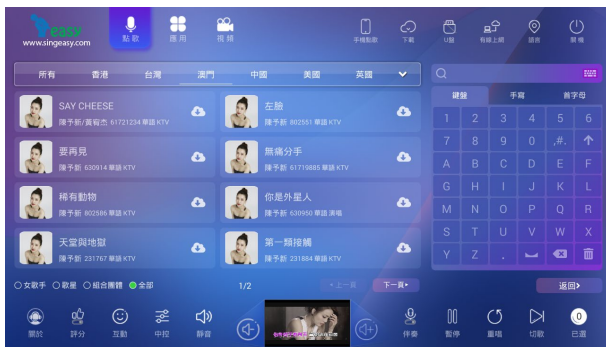 Singeasy
www.singeasy.com
點歌
應用
視頻
手機點歌
下載
U盤
有線上網
語言
關機
所有 香港 台灣 澳門 中國 美國 英國
SAY CHEESE
陳予新/黃宥杰 61721234 華語 KTV
左臉
陳予新 802551 華語 KTV
要再見
陳予新 630914 華語 KTV
無痛分手
陳予新 61719885 華語 KTV
稀有動物
陳予新 802586 華語 KTV
你是外星人
陳予新 630950 華語 演唱
天堂與地獄
陳予新 231767 華語 KTV
第一類接觸
陳予新 231884 華語 KTV
鍵盤 手寫 首字母
1 2 3 4 5 6
7 8 9 0 ,#.
A B C D E F
G H I J K L
M N O P Q R
S T U V W X
Y Z .
女歌手 歌星 組合團體 全部
1/2
上一頁
下一頁
返回
關於
評分
互動
中控
靜音
伴奏
暫停
重唱
切歌
0
已選